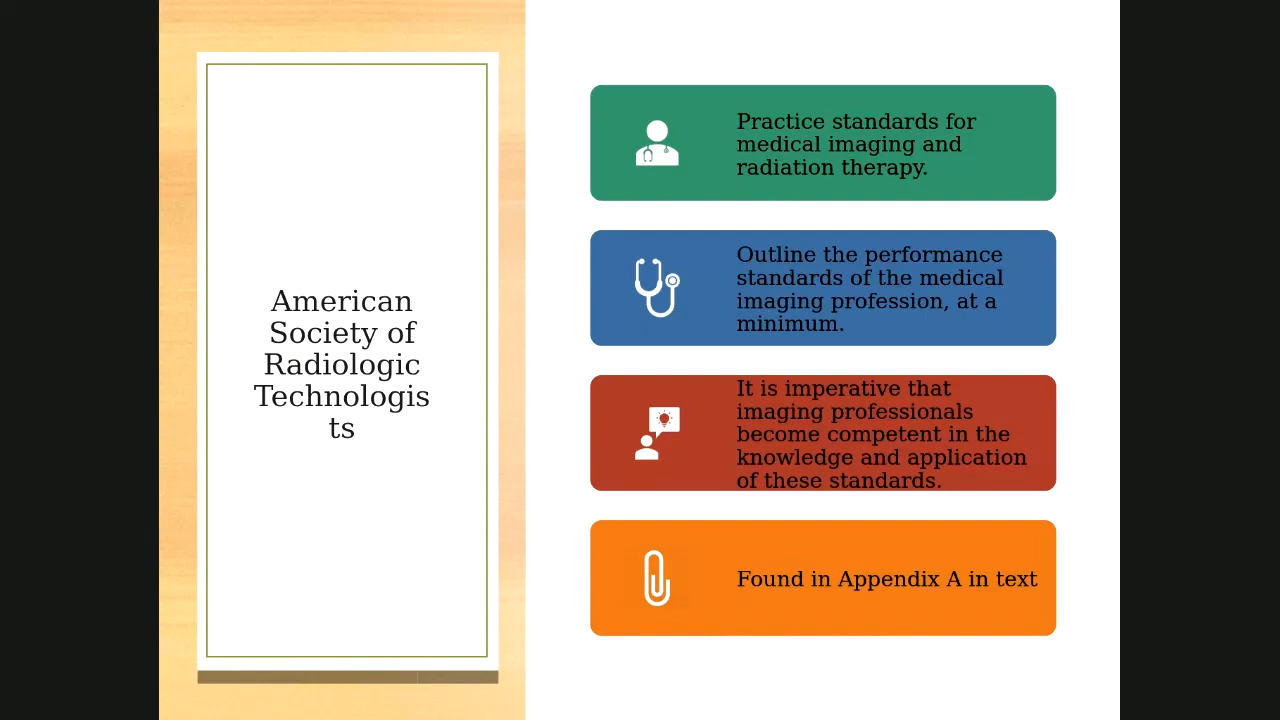 American
Society of
Radiologic
Technologis
ts
Practice standards for
medical imaging and
radiation therapy.
Outline the performance
standards of the medical
imaging profession, at a
minimum.
It is imperative that
imaging professionals
become competent in the
knowledge and application
of these standards.
Found in Appendix A in text